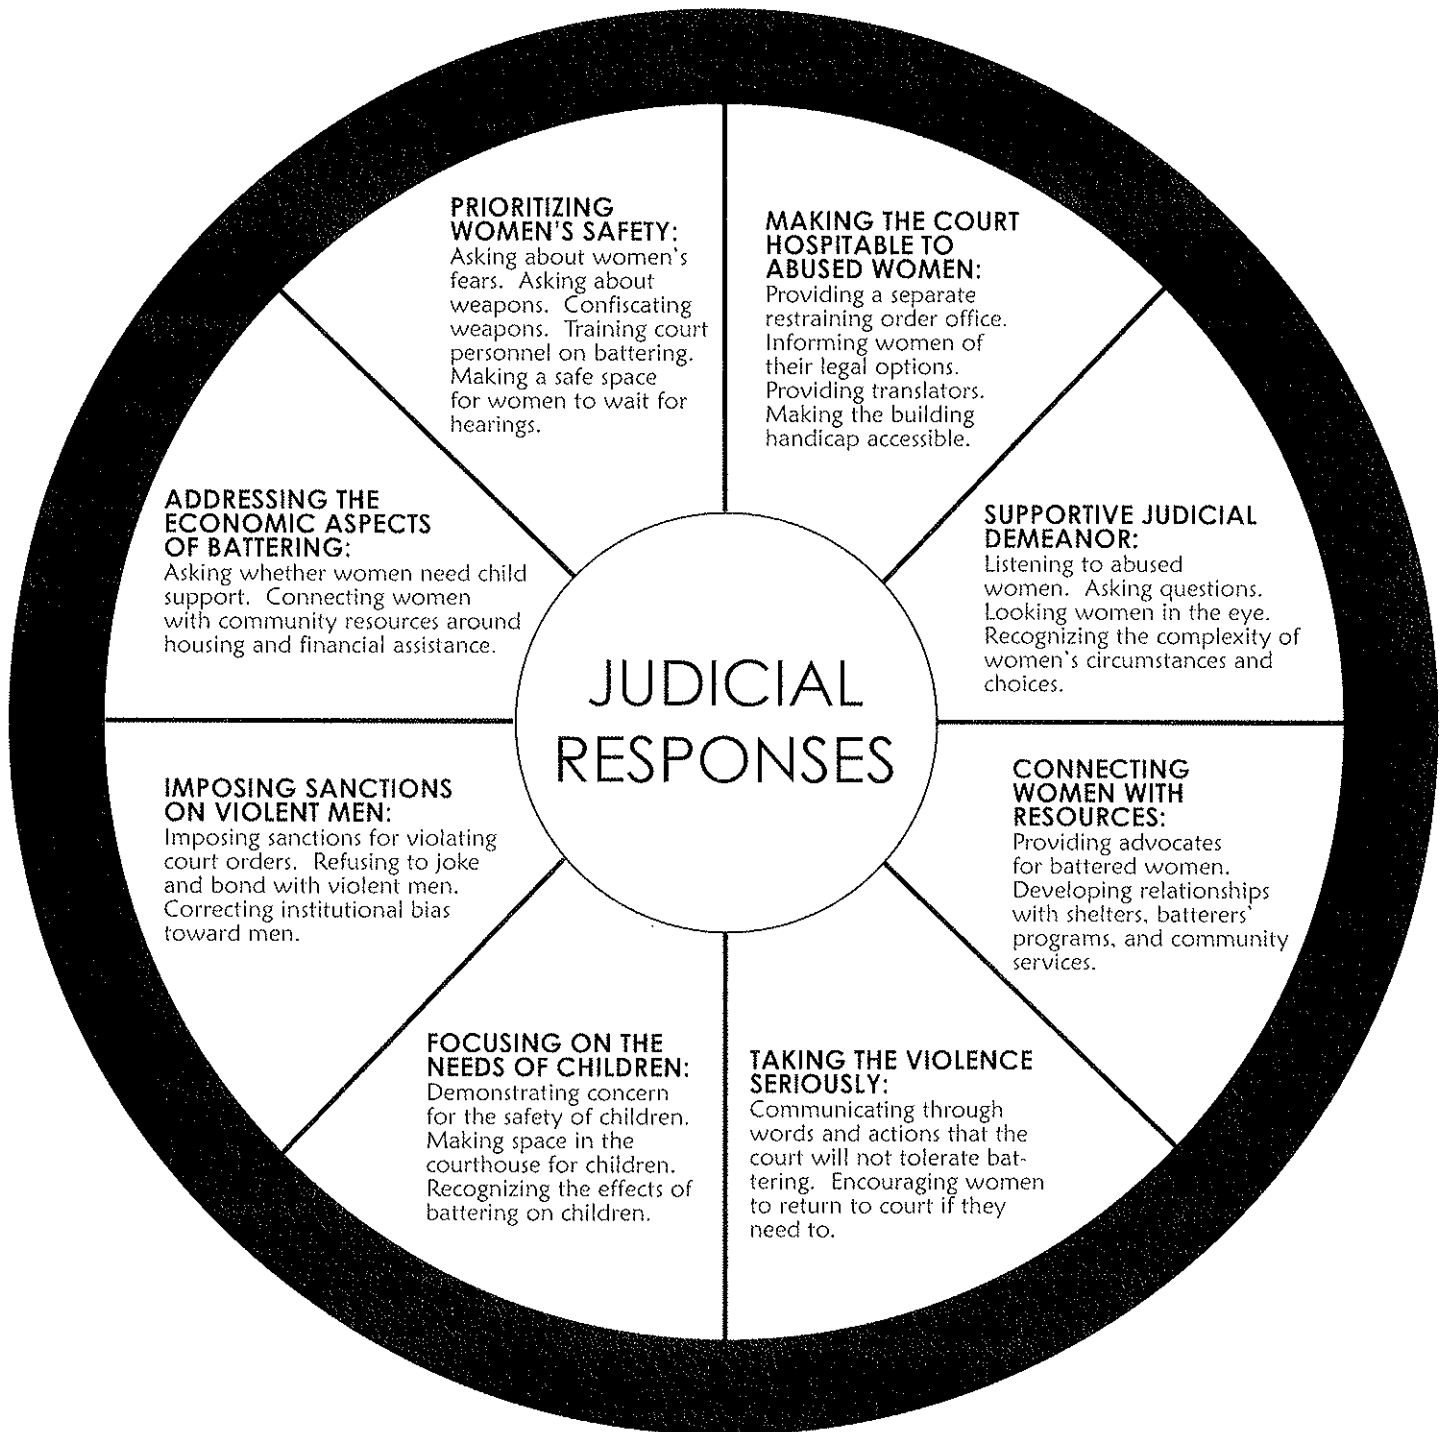 PRIORITIZING
WOMEN'S SAFETY:
Asking about women's
fears. Asking about
weapons. Confiscating
weapons. Training court
personnel on battering.
Making a safe space
for women to wait for
hearings.
MAKING THE COURT
HOSPITABLE TO
ABUSED WOMEN:
Providing a separate
restraining order office.
Informing women of
their legal options.
Providing translators.
Making the building
handicap accessible.
SUPPORTIVE JUDICIAL
DEMEANOR:
Listening to abused
women. Asking questions.
Looking women in the eye.
Recognizing the complexity of
women's circumstances and
choices.
CONNECTING
WOMEN WITH
RESOURCES:
Providing advocates
for battered women.
Developing relationships
with shelters, batterers'
programs, and community
services.
TAKING THE VIOLENCE
SERIOUSLY:
Communicating through
words and actions that the
court will not tolerate bat-
tering. Encouraging women
to return to court if they
need to.
FOCUSING ON THE
NEEDS OF CHILDREN:
Demonstrating concern
for the safety of children.
Making space in the
courthouse for children.
Recognizing the effects of
battering on children.
IMPOSING SANCTIONS
ON VIOLENT MEN:
Imposing sanctions for violating
court orders. Refusing to joke
and bond with violent men.
Correcting institutional bias
toward men.
ADDRESSING THE
ECONOMIC ASPECTS
OF BATTERING:
Asking whether women need child
support. Connecting women
with community resources around
housing and financial assistance.
JUDICIAL
RESPONSES